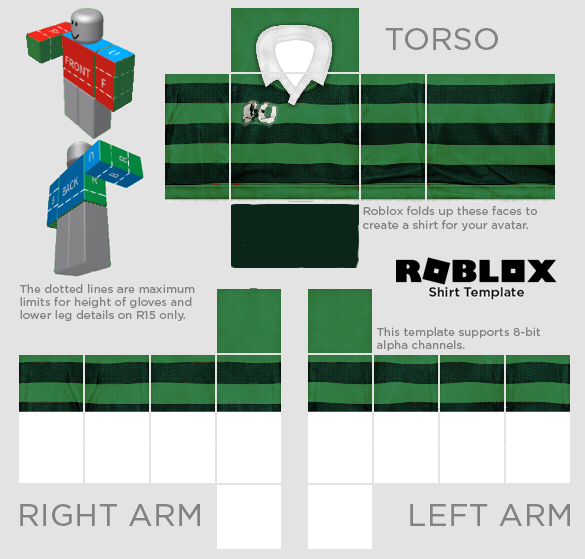 TORSO
FRONT
F
U
BACK
R
U
R
B
Roblox folds up these faces to
create a shirt for your avatar.
ROBLOX
Shirt Template
The dotted lines are maximum
limits for height of gloves and
lower leg details on R15 only.
This template supports 8-bit
alpha channels.
RIGHT ARM
LEFT ARM